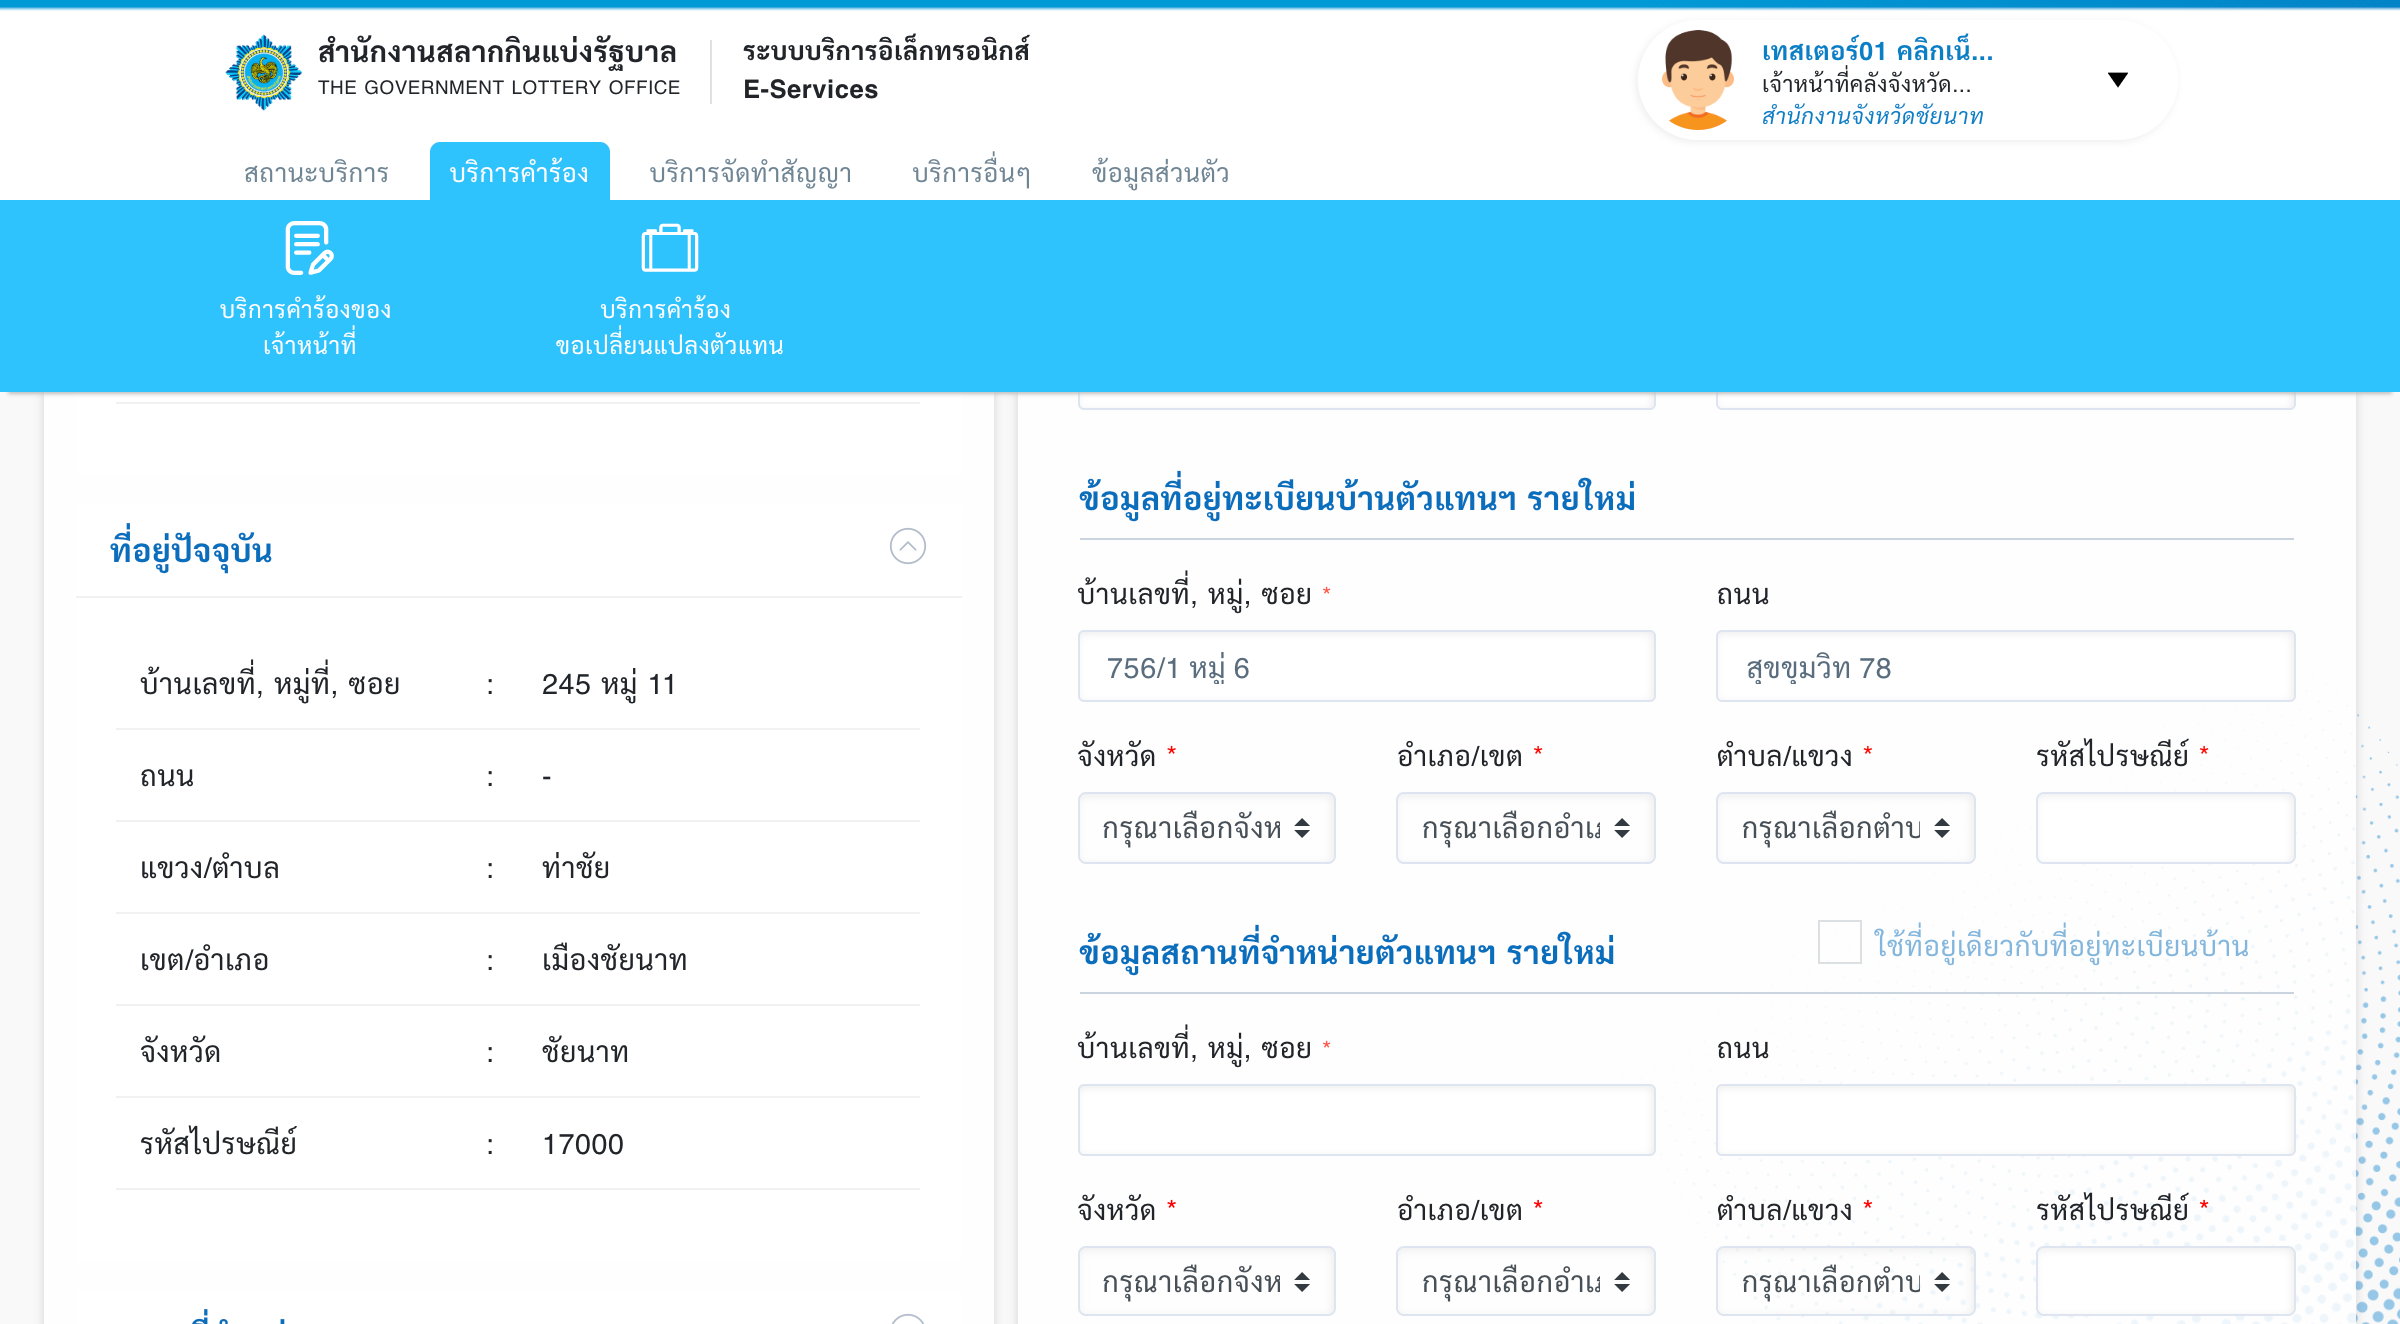 สำนักงานสลากกินแบ่งรัฐบาล
THE GOVERNMENT LOTTERY OFFICE
ระบบบริการอิเล็กทรอนิกส์
E-Services
เทสเตอร์01 คลิกเน็...
เจ้าหน้าที่คลังจังหวัด...
สำนักงานจังหวัดชัยนาท
สถานะบริการ
บริการคำร้อง
บริการจัดทำสัญญา
บริการอื่นๆ
ข้อมูลส่วนตัว
บริการคำร้องของ
เจ้าหน้าที่
บริการคำร้อง
ขอเปลี่ยนแปลงตัวแทน
ที่อยู่ปัจจุบัน
บ้านเลขที่, หมู่ที่, ซอย : 245 หมู่ 11
ถนน : -
แขวง/ตำบล : ท่าชัย
เขต/อำเภอ : เมืองชัยนาท
จังหวัด : ชัยนาท
รหัสไปรษณีย์ : 17000
ข้อมูลที่อยู่ทะเบียนบ้านตัวแทนฯ รายใหม่
บ้านเลขที่, หมู่, ซอย * ถนน
756/1 หมู่ 6 สุขขุมวิท 78
จังหวัด * อำเภอ/เขต * ตำบล/แขวง * รหัสไปรษณีย์ *
กรุณาเลือกจังห กรุณาเลือกอำเ กรุณาเลือกตำบ
ข้อมูลสถานที่จำหน่ายตัวแทนฯ รายใหม่
ใช้ที่อยู่เดียวกับที่อยู่ทะเบียนบ้าน
บ้านเลขที่, หมู่, ซอย * ถนน
จังหวัด * อำเภอ/เขต * ตำบล/แขวง * รหัสไปรษณีย์ *
กรุณาเลือกจังห กรุณาเลือกอำเ กรุณาเลือกตำบ